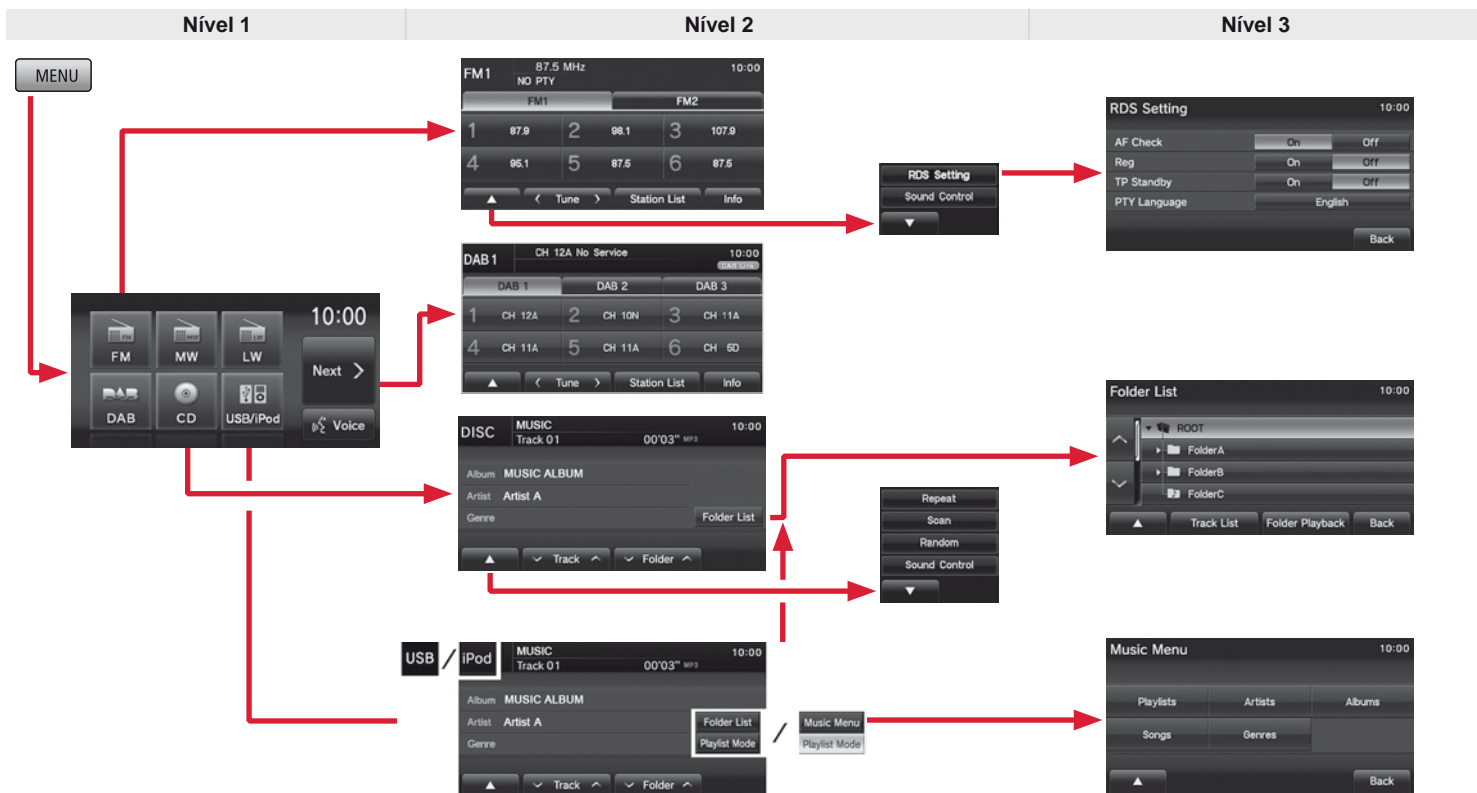 Nível 1 Nível 2 Nível 3
MENU
FM1 87.5 MHz 10:00
NO PTY
FM1 FM2
1 87.9 2 98.1 3 107.9
4 95.1 5 87.5 6 87.5
▲ < Tune > Station List Info
RDS Setting
Sound Control
▼
RDS Setting 10:00
AF Check On Off
Reg On Off
TP Standby On Off
PTY Language English
Back
DAB1 CH 12A No Service 10:00
DAB Link
DAB 1 DAB 2 DAB 3
1 CH 12A 2 CH 10N 3 CH 11A
4 CH 11A 5 CH 11A 6 CH 5D
▲ < Tune > Station List Info
10:00
FM MW LW
FM MW LW
Next >
DAB
DAB CD USB/iPod
Voice
DISC MUSIC 10:00
Track 01 00'03" MP3
Album MUSIC ALBUM
Artist Artist A
Genre Folder List
▲ Track Folder
Repeat
Scan
Random
Sound Control
▼
Folder List 10:00
ROOT
FolderA
FolderB
FolderC
▲ Track List Folder Playback Back
USB / iPod MUSIC 10:00
Track 01 00'03" MP3
Album MUSIC ALBUM
Artist Artist A Folder List
Genre Playlist Mode
▲ Track Folder
/ Music Menu
Playlist Mode
Music Menu 10:00
Playlists Artists Albums
Songs Genres
▲ Back